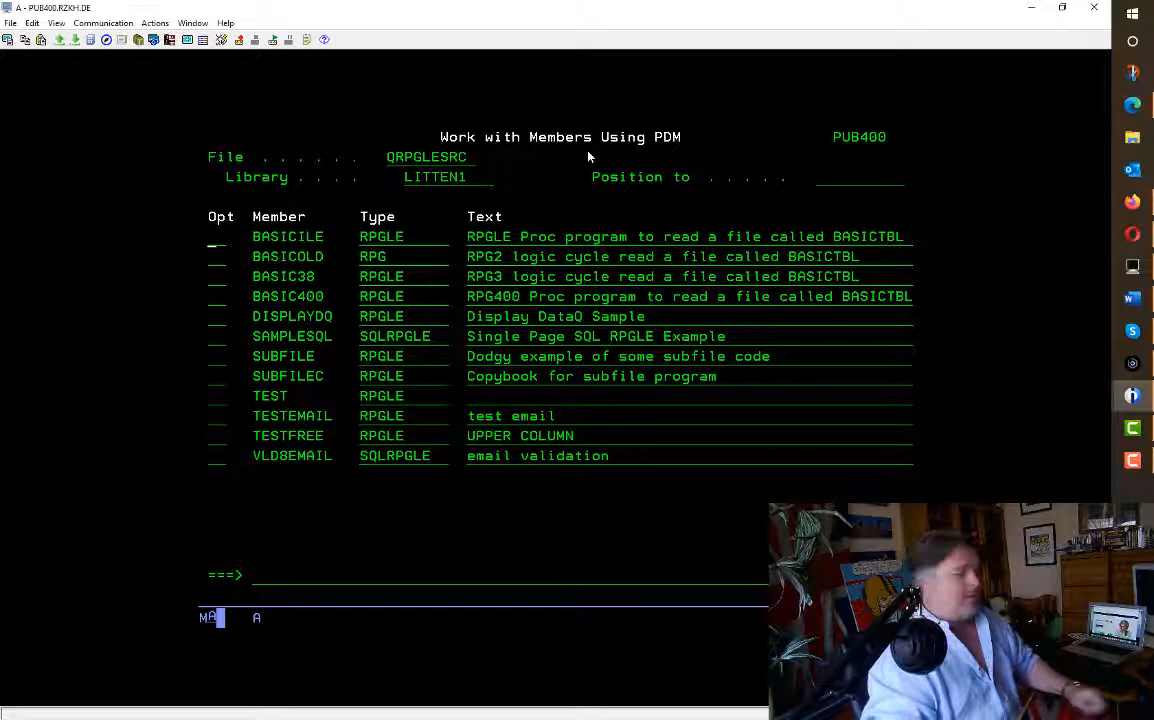 A - PUB400.RZKH.DE
File Edit View Communication Actions Window Help
Work with Members Using PDM PUB400
File . . . . . . QRPGLESRC
Library . . . . LITTEN1 Position to . . . . .
Opt Member Type Text
BASICILE RPGLE RPGLE Proc program to read a file called BASICTBL
BASICOLD RPG RPG2 logic cycle read a file called BASICTBL
BASIC38 RPGLE RPG3 logic cycle read a file called BASICTBL
BASIC400 RPGLE RPG400 Proc program to read a file called BASICTBL
DISPLAYDQ RPGLE Display DataQ Sample
SAMPLESQL SQLRPGLE Single Page SQL RPGLE Example
SUBFILE RPGLE Dodgy example of some subfile code
SUBFILEC RPGLE Copybook for subfile program
TEST RPGLE
TESTEMAIL RPGLE test email
TESTFREE RPGLE UPPER COLUMN
VLD8EMAIL SQLRPGLE email validation
===>
MA A